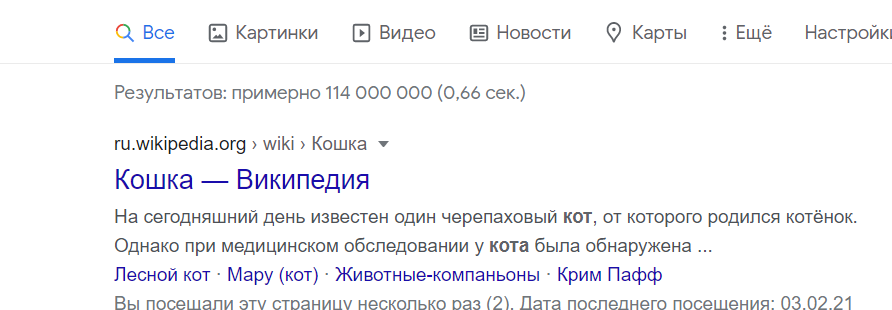 Все Картинки Видео Новости Карты Ещё Настройки
Результатов: примерно 114 000 000 (0,66 сек.)
ru.wikipedia.org › wiki › Кошка
Кошка — Википедия
На сегодняшний день известен один черепаховый кот, от которого родился котёнок.
Однако при медицинском обследовании у кота была обнаружена ...
Лесной кот · Мару (кот) · Животные-компаньоны · Крим Пафф
Вы посещали эту страницу несколько раз (2). Дата последнего посещения: 03.02.21